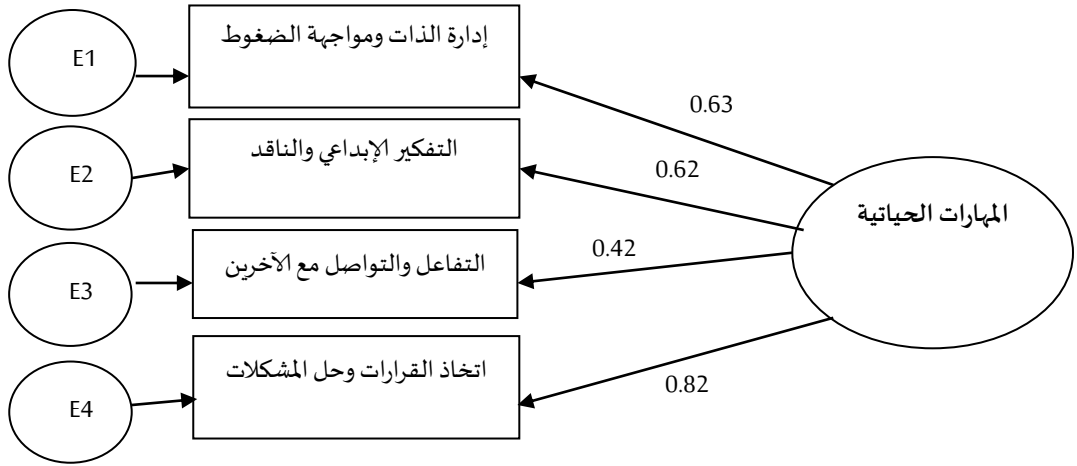 إدارة الذات ومواجهة الضغوط
E1
0.63
التفكير الإبداعي والناقد
E2
0.62
المهارات الحياتية
التفاعل والتواصل مع الآخرين
0.42
E3
اتخاذ القرارات وحل المشكلات
0.82
E4